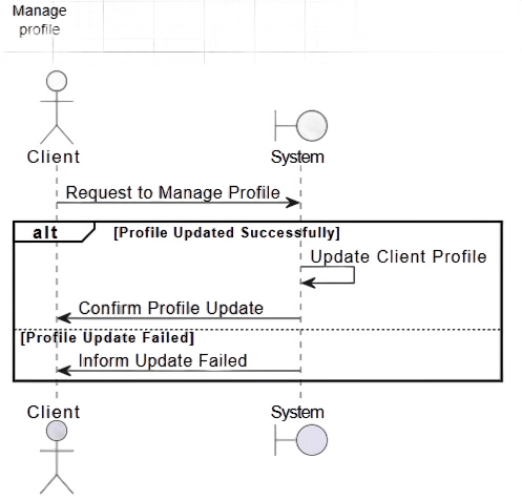 Manage
profile
Client
System
Request to Manage Profile
alt [Profile Updated Successfully]
Update Client Profile
Confirm Profile Update
[Profile Update Failed]
Inform Update Failed
Client
System